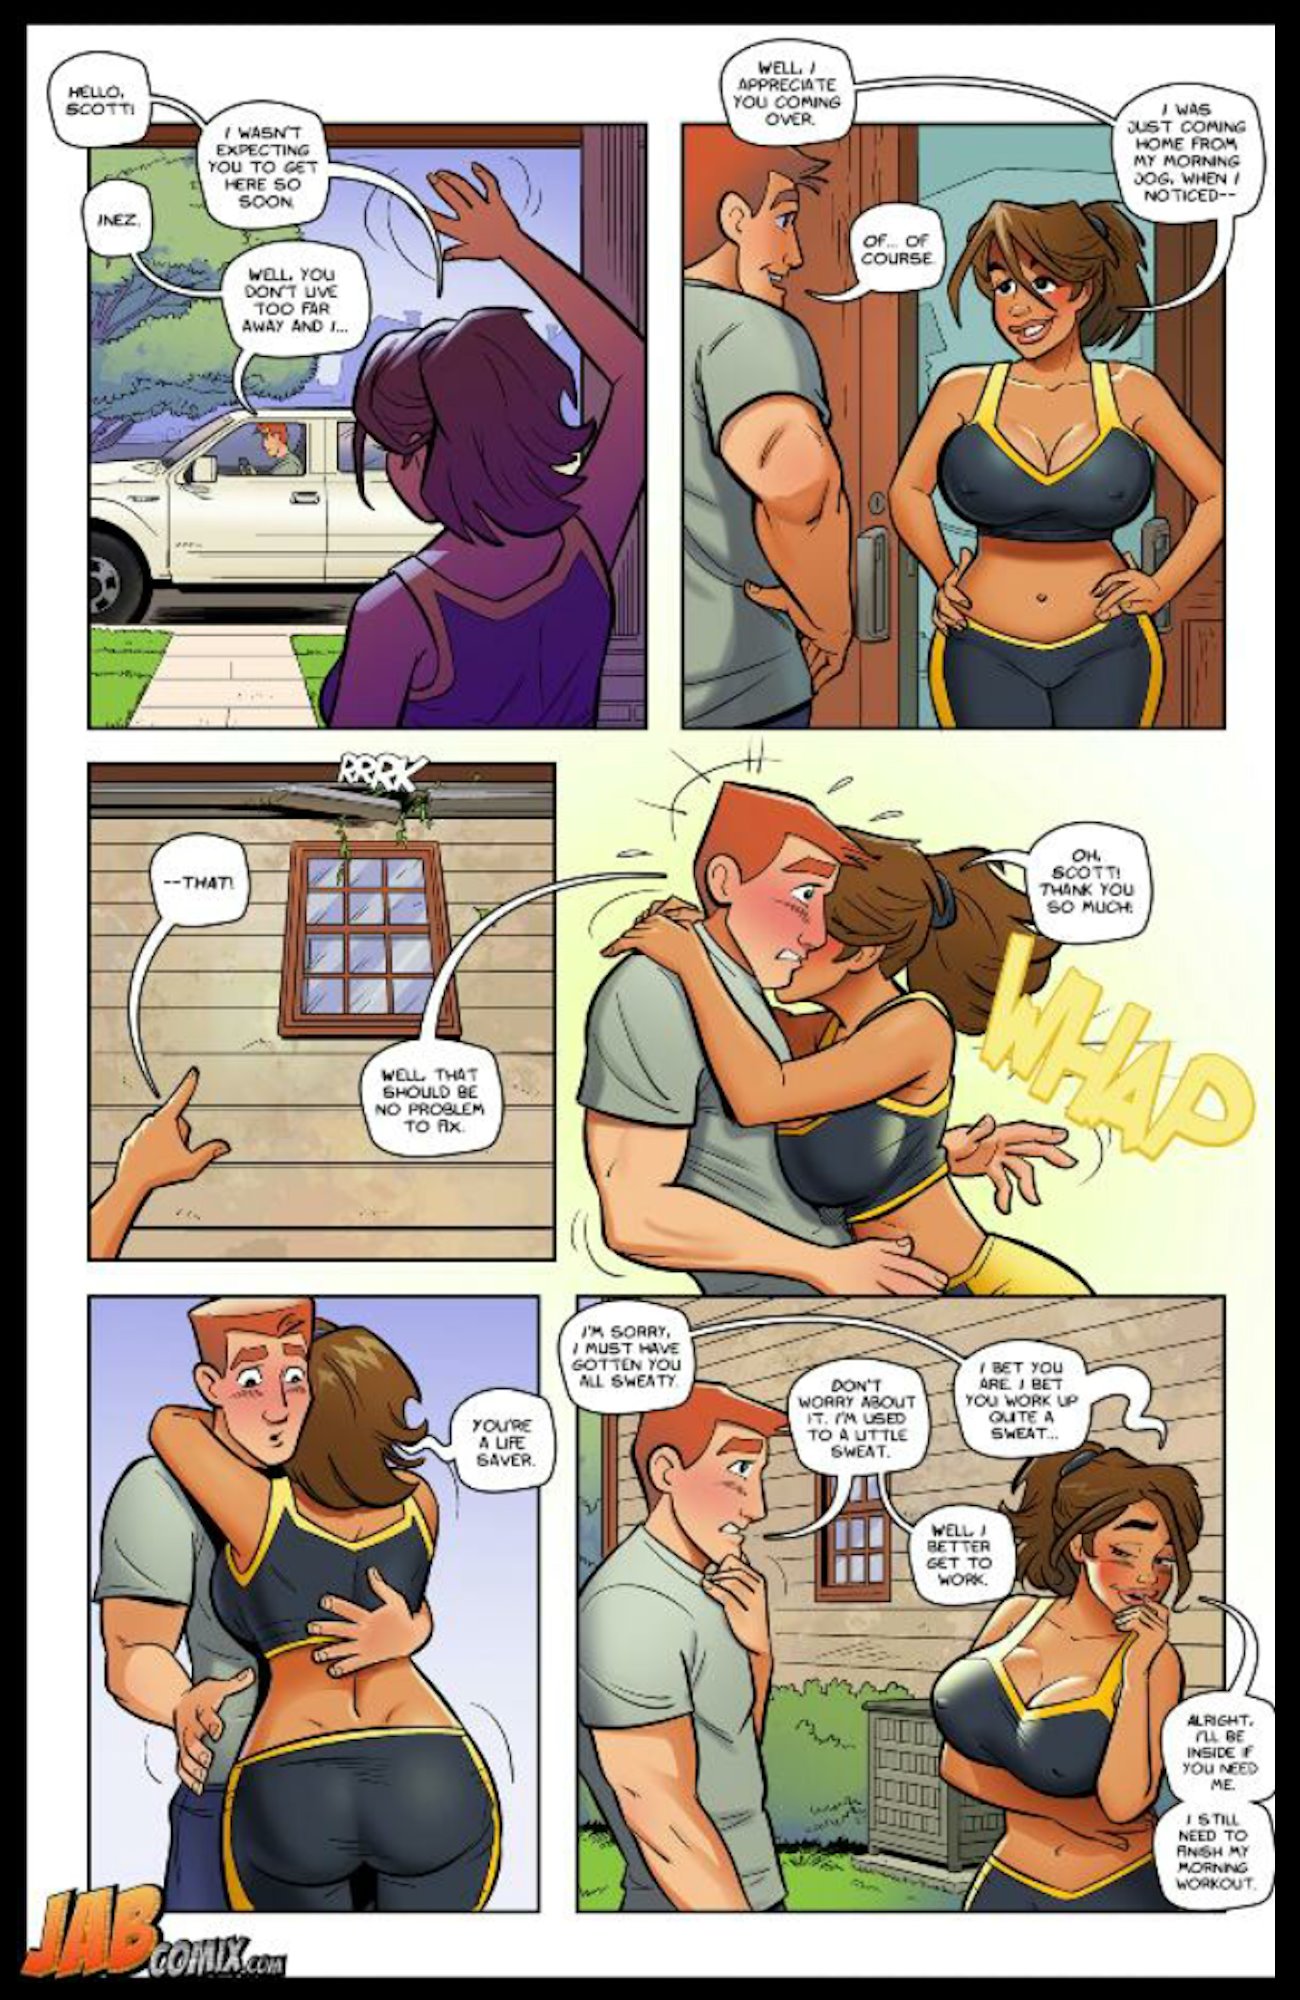 HELLO,
SCOTT!
I WASN'T
EXPECTING
YOU TO GET
HERE SO
SOON.
INEZ.
WELL, YOU
DON'T LIVE
TOO FAR
AWAY AND I...
WELL, I
APPRECIATE
YOU COMING
OVER.
OF... OF
COURSE.
I WAS
JUST COMING
HOME FROM
MY MORNING
JOG, WHEN I
NOTICED--
RRRK
--THAT!
WELL, THAT
SHOULD BE
NO PROBLEM
TO FIX.
OH,
SCOTT!
THANK YOU
SO MUCH!
WHAP
YOU'RE
A LIFE
SAVER.
I'M SORRY,
I MUST HAVE
GOTTEN YOU
ALL SWEATY.
DON'T
WORRY ABOUT
IT. I'M USED
TO A LITTLE
SWEAT.
I BET YOU
ARE. I BET
YOU WORK UP
QUITE A
SWEAT...
WELL, I
BETTER
GET TO
WORK.
ALRIGHT,
I'LL BE
INSIDE IF
YOU NEED
ME.
I STILL
NEED TO
FINISH MY
MORNING
WORKOUT.
JAB
COMIX.COM